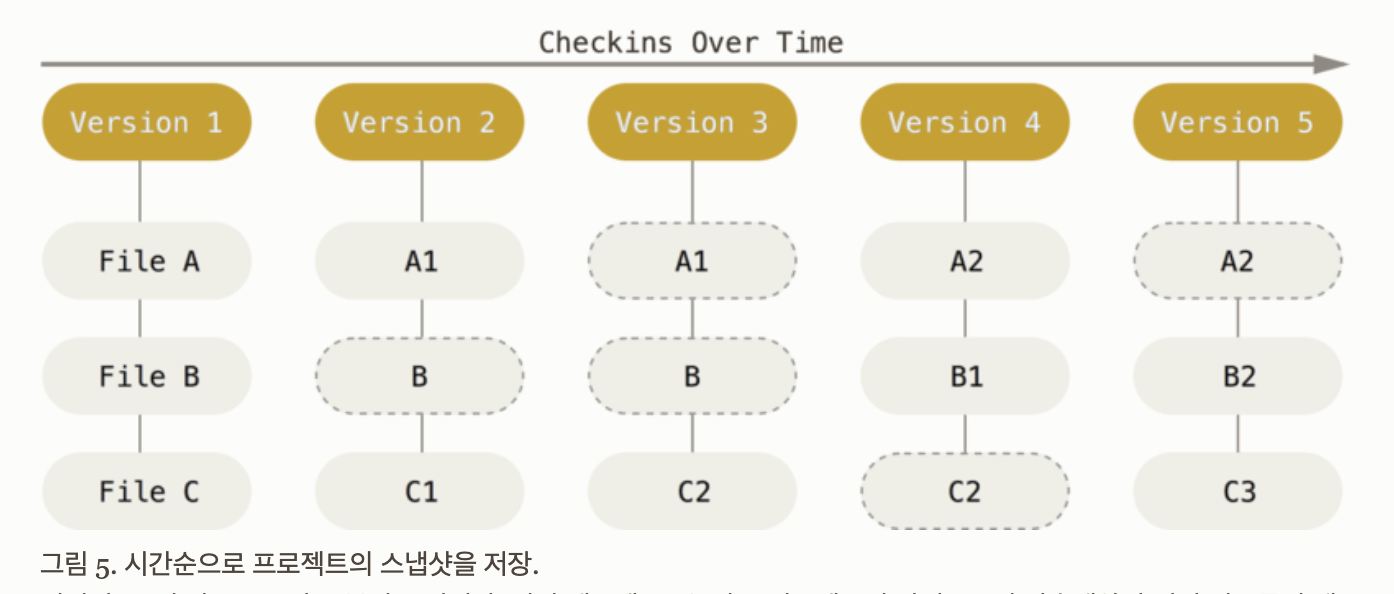 Checkins Over Time
Version 1 Version 2 Version 3 Version 4 Version 5
File A A1 A1 A2 A2
File B B B B1 B2
File C C1 C2 C2 C3
그림 5. 시간순으로 프로젝트의 스냅샷을 저장.